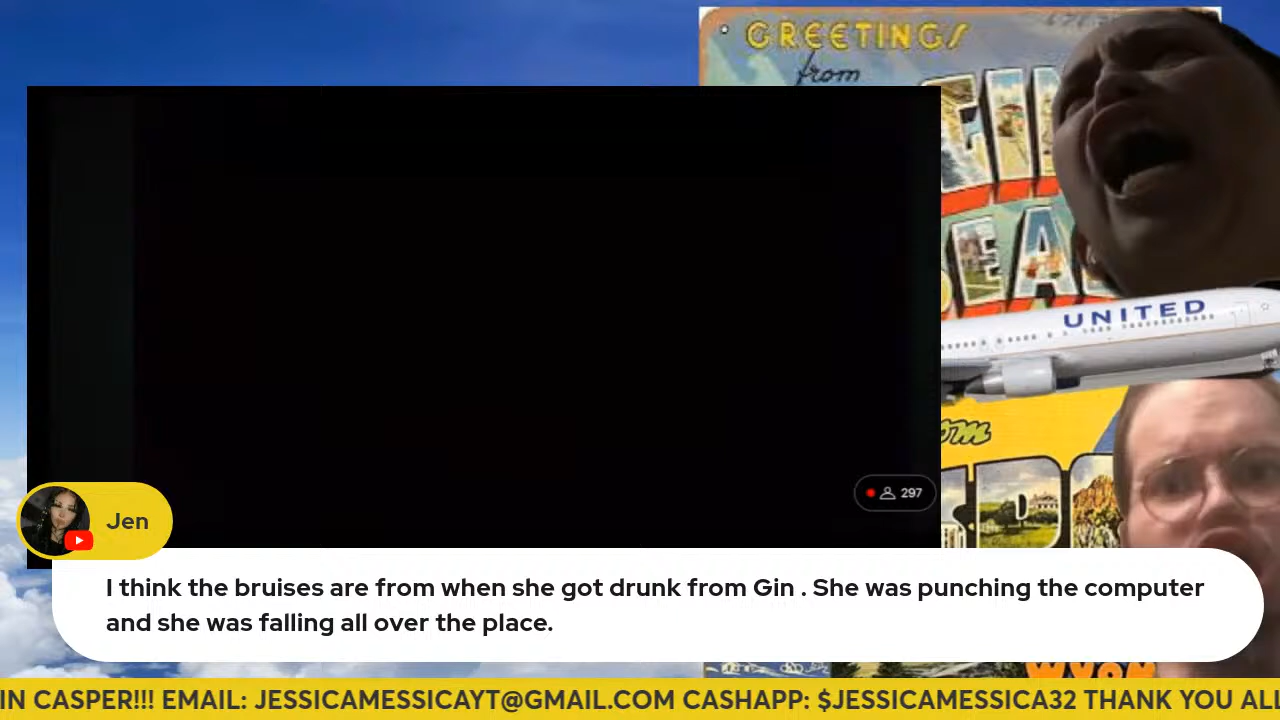 GREETINGS
from
UNITED
297
Jen
I think the bruises are from when she got drunk from Gin . She was punching the computer
and she was falling all over the place.
IN CASPER!!! EMAIL: JESSICAMESSICAYT@GMAIL.COM CASHAPP: $JESSICAMESSICA32 THANK YOU ALL